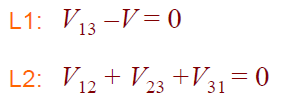 L1: V₁₃ –V = 0
L2: V₁₂ + V₂₃ +V₃₁ = 0